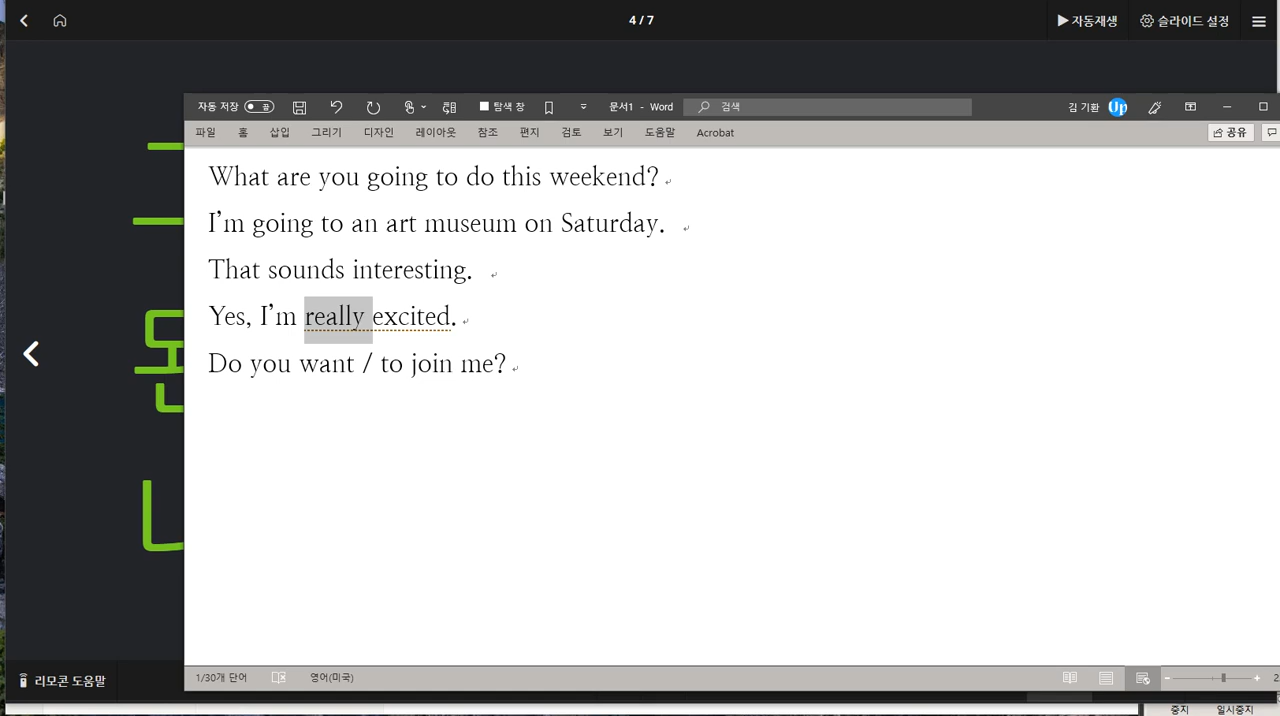 4 / 7
자동재생
슬라이드 설정
자동 저장
탐색 창
문서1 - Word
검색
김 기환
Up
파일 홈 삽입 그리기 디자인 레이아웃 참조 편지 검토 보기 도움말 Acrobat
공유
What are you going to do this weekend?
I'm going to an art museum on Saturday.
That sounds interesting.
Yes, I'm really excited.
Do you want / to join me?
1/30개 단어
영어(미국)
리모콘 도움말
중지 일시중지